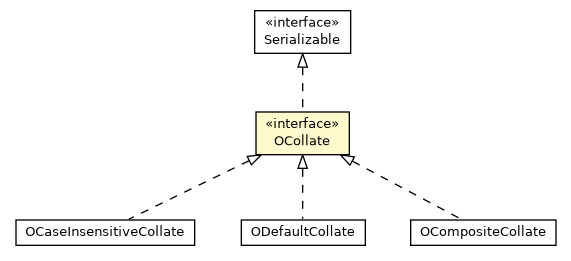 «interface»
Serializable
«interface»
OCollate
OCaseInsensitiveCollate
ODefaultCollate
OCompositeCollate